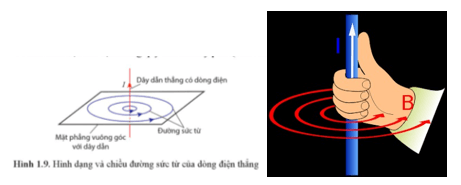 I
Dây dẫn thẳng có dòng điện
Đường sức từ
Mặt phẳng vuông góc
với dây dẫn
Hình 1.9. Hình dạng và chiều đường sức từ của dòng điện thẳng
I
B